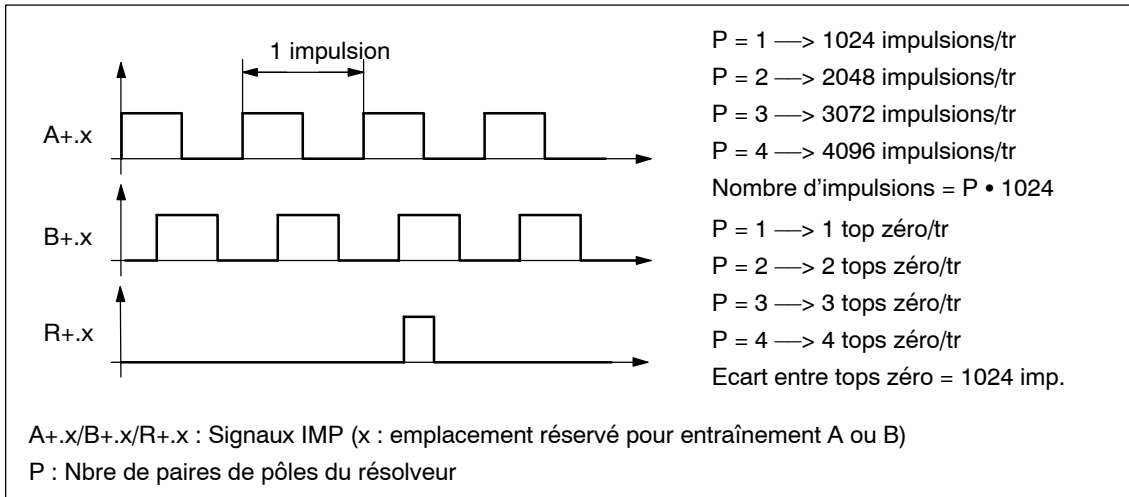 1 impulsion
A+.x
B+.x
R+.x
P = 1 —> 1024 impulsions/tr
P = 2 —> 2048 impulsions/tr
P = 3 —> 3072 impulsions/tr
P = 4 —> 4096 impulsions/tr
Nombre d’impulsions = P • 1024
P = 1 —> 1 top zéro/tr
P = 2 —> 2 tops zéro/tr
P = 3 —> 3 tops zéro/tr
P = 4 —> 4 tops zéro/tr
Ecart entre tops zéro = 1024 imp.
A+.x/B+.x/R+.x : Signaux IMP (x : emplacement réservé pour entraînement A ou B)
P : Nbre de paires de pôles du résolveur